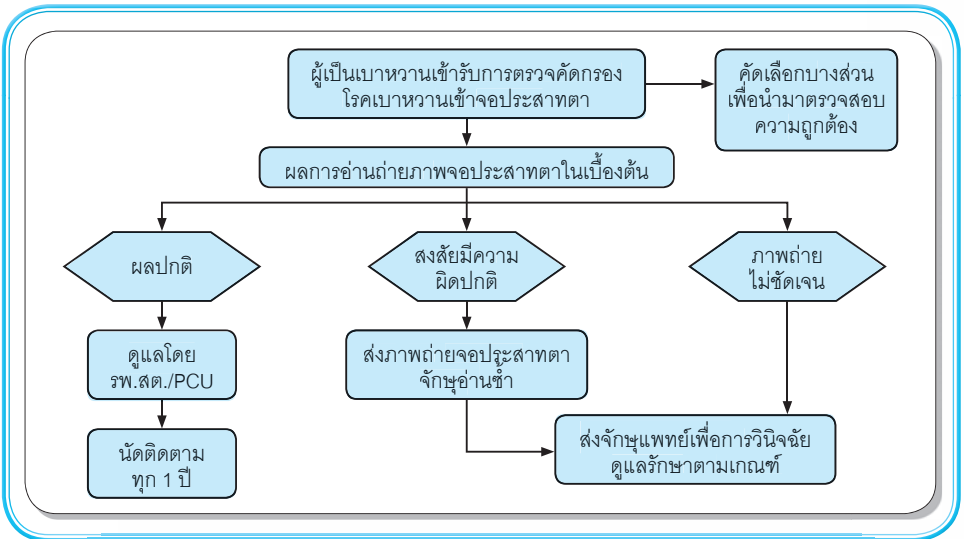 ผู้เป็นเบาหวานเข้ารับการตรวจคัดกรอง
โรคเบาหวานเข้าจอประสาทตา
คัดเลือกบางส่วน
เพื่อนำมาตรวจสอบ
ความถูกต้อง
ผลการอ่านถ่ายภาพจอประสาทตาในเบื้องต้น
ผลปกติ
สงสัยมีความ
ผิดปกติ
ภาพถ่าย
ไม่ชัดเจน
ดูแลโดย
รพ.สต./PCU
ส่งภาพถ่ายจอประสาทตา
จักษุอ่านซ้ำ
นัดติดตาม
ทุก 1 ปี
ส่งจักษุแพทย์เพื่อการวินิจฉัย
ดูแลรักษาตามเกณฑ์